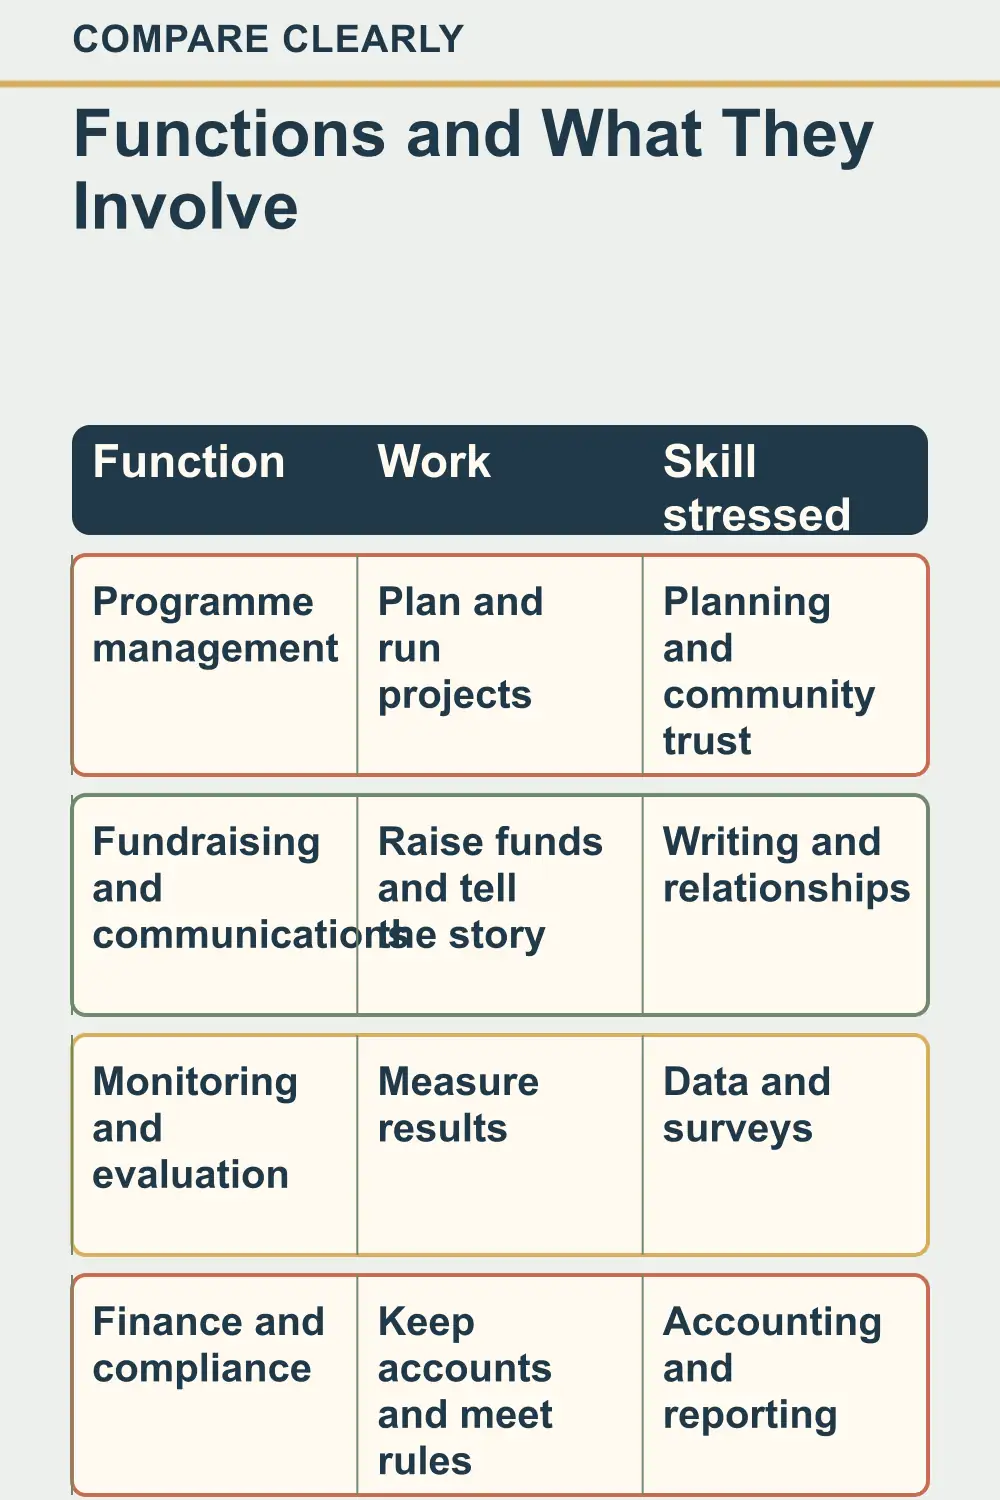 COMPARE CLEARLY
Functions and What They
Involve
Function
Work
Skill
stressed
Programme
management
Plan and
run
projects
Planning
and
community
trust
Fundraising
and
communications
Raise funds
and tell
the story
Writing and
relationships
Monitoring
and
evaluation
Measure
results
Data and
surveys
Finance and
compliance
Keep
accounts
and meet
rules
Accounting
and
reporting